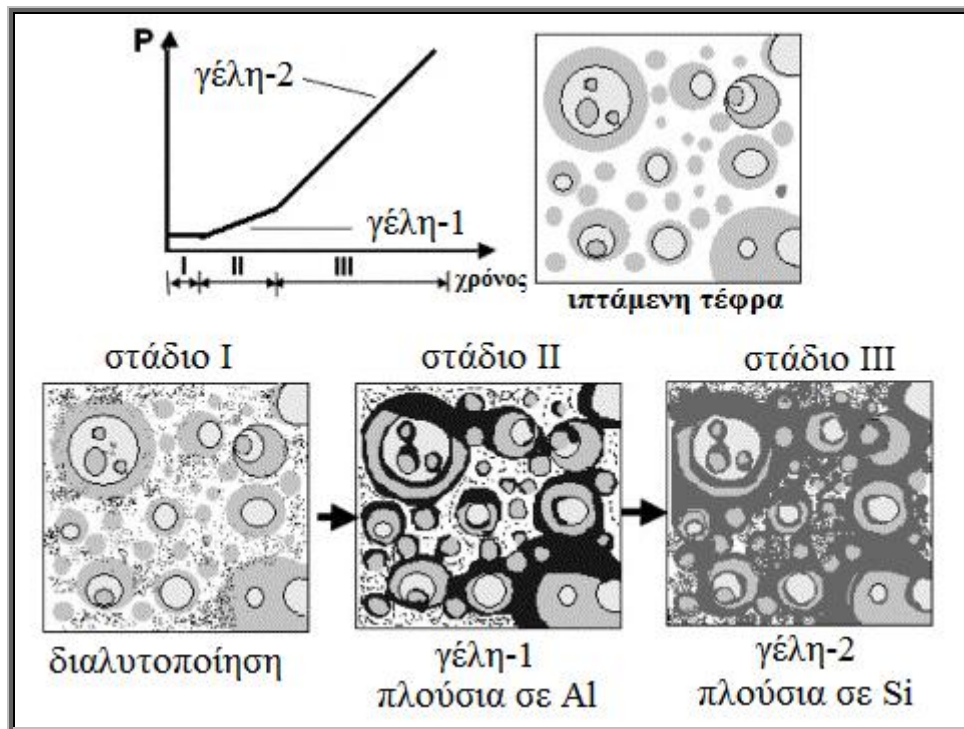 P
γέλη-2
γέλη-1
I II III χρόνος
ιπτάμενη τέφρα
στάδιο I στάδιο II στάδιο III
διαλυτοποίηση γέλη-1 γέλη-2
πλούσια σε Al πλούσια σε Si